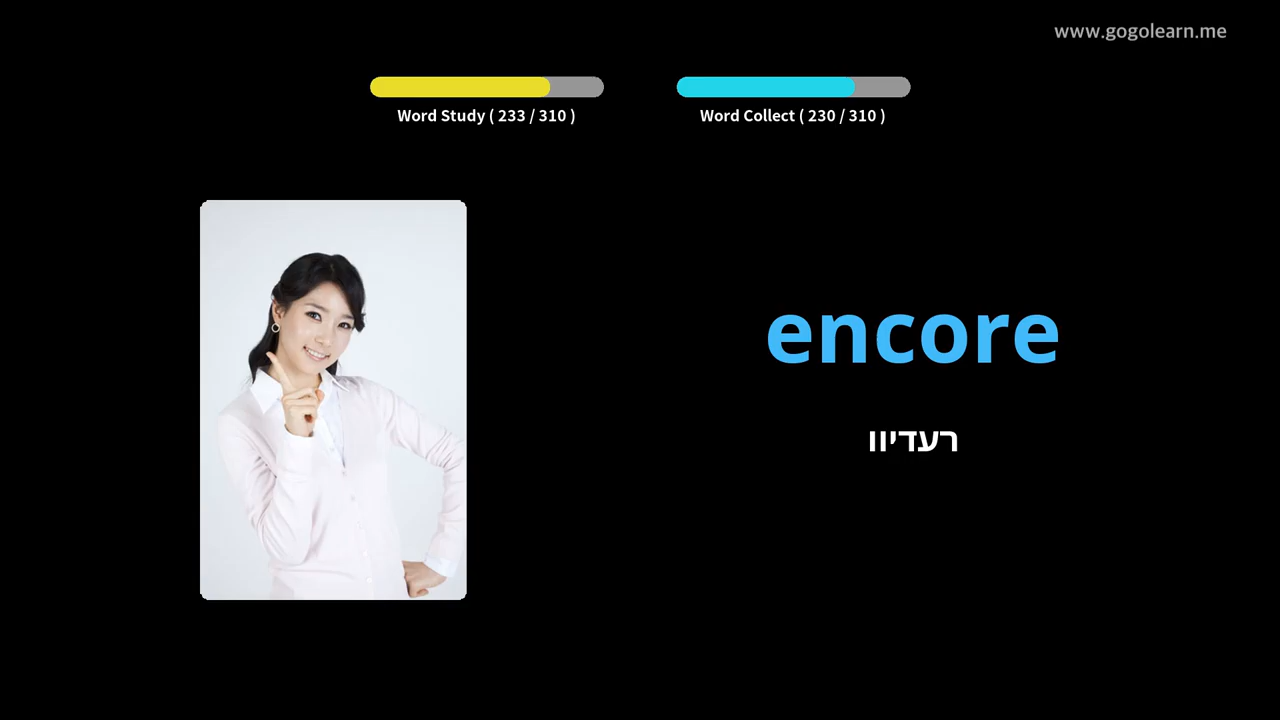 www.gogolearn.me
Word Study ( 233 / 310 )
Word Collect ( 230 / 310 )
encore
רעדיוו